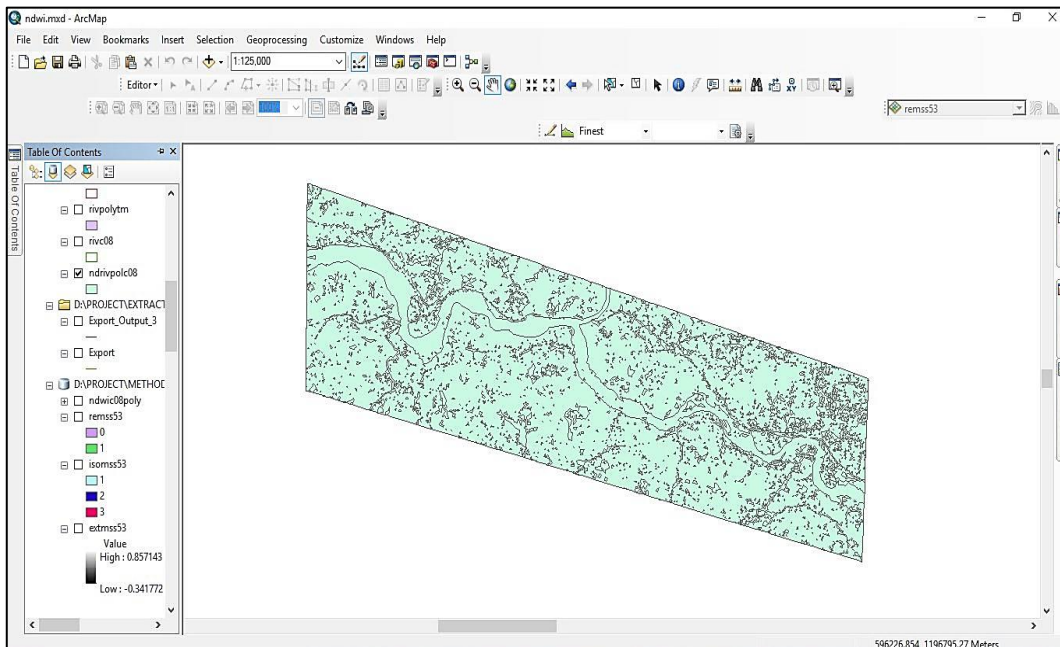 ndwi.mxd - ArcMap
File Edit View Bookmarks Insert Selection Geoprocessing Customize Windows Help
1:125,000
Editor
remss53
Finest
Table Of Contents
Table Of Contents
rivpolytm
rivc08
ndrivpolc08
D:\PROJECT\EXTRACT
Export_Output_3
Export
D:\PROJECT\METHOD
ndwic08poly
remss53
0
1
isomss53
1
2
3
extmss53
Value
High : 0.857143
Low : -0.341772
596226.854 1196795.27 Meters